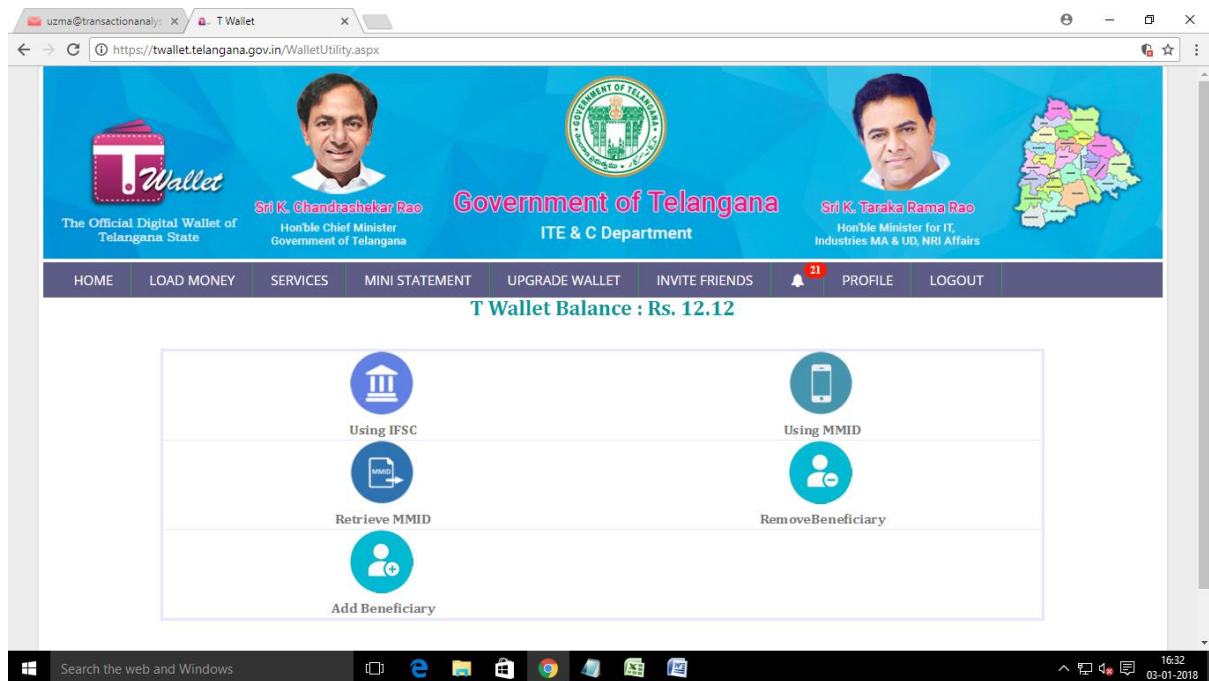 uzma@transactionanaly
T Wallet
https://twallet.telangana.gov.in/WalletUtility.aspx
T Wallet
The Official Digital Wallet of
Telangana State
Sri K. Chandrashekar Rao
Hon'ble Chief Minister
Government of Telangana
GOVERNMENT OF TELANGANA
Government of Telangana
ITE & C Department
Sri K. Taraka Rama Rao
Hon'ble Minister for IT,
Industries MA & UD, NRI Affairs
HOME LOAD MONEY SERVICES MINI STATEMENT UPGRADE WALLET INVITE FRIENDS 21 PROFILE LOGOUT
T Wallet Balance : Rs. 12.12
Using IFSC
Using MMID
MMID
Retrieve MMID
RemoveBeneficiary
Add Beneficiary
Search the web and Windows
16:32
03-01-2018